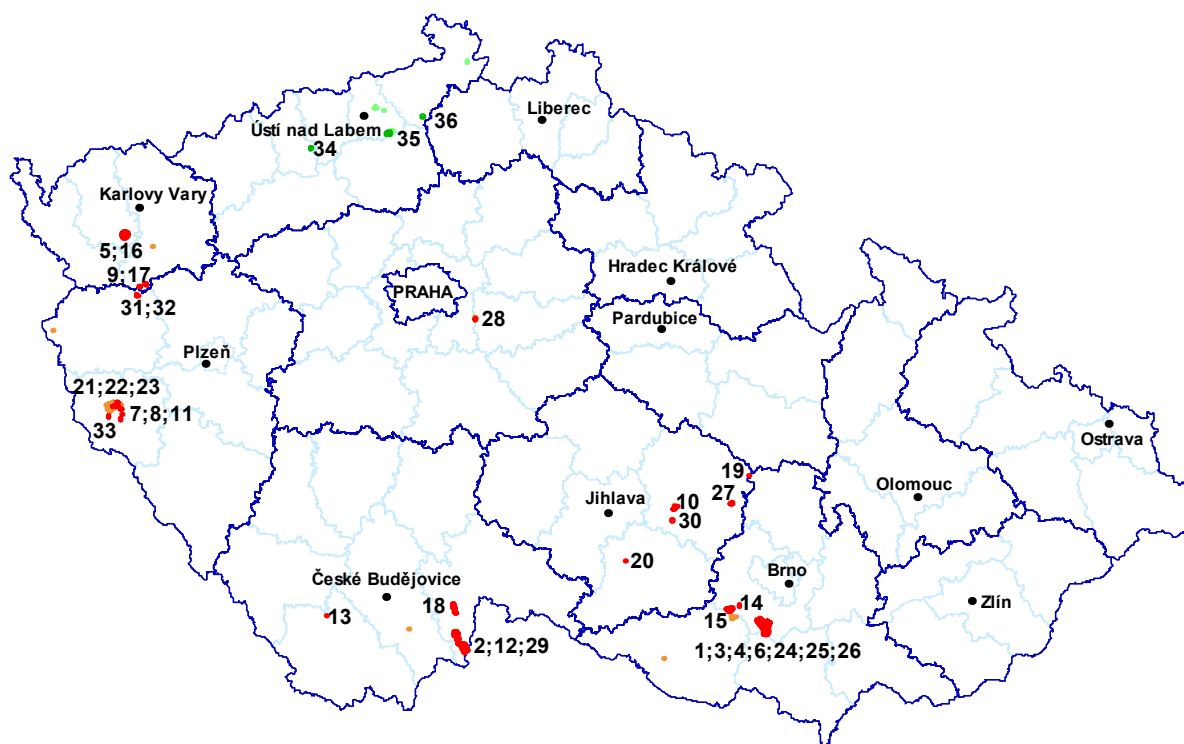 Liberec
36
Ústí nad Labem
35
34
Karlovy Vary
5;16
9;17
31;32
Hradec Králové
PRAHA
Pardubice
28
Plzeň
21;22;23
7;8;11
33
Ostrava
19
Olomouc
Jihlava
10
27
30
20
České Budějovice
Brno
18
13
14
15
Zlín
2;12;29
1;3;4;6;24;25;26